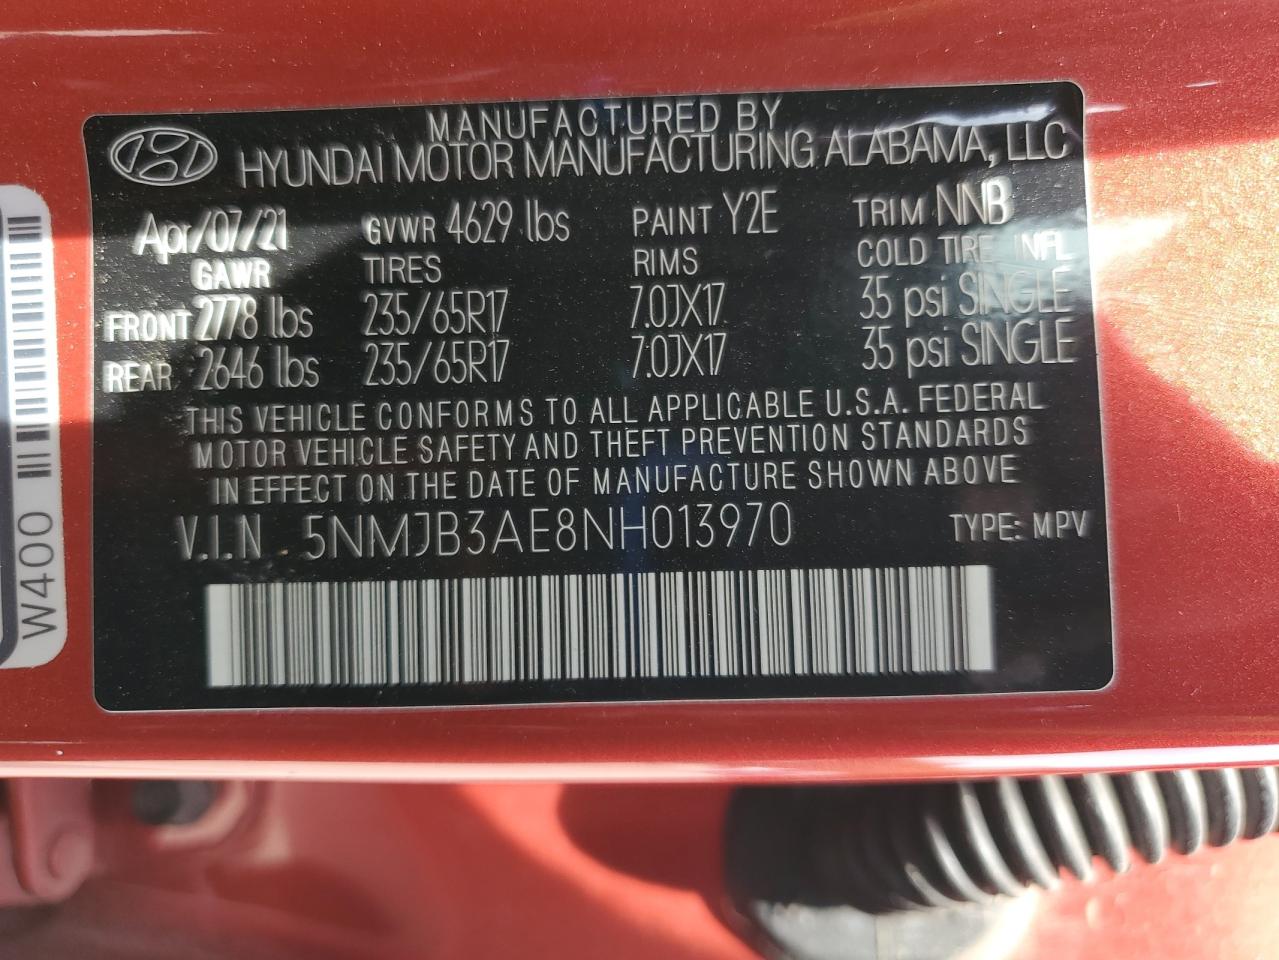 MANUFACTURED BY
HYUNDAI MOTOR MANUFACTURING ALABAMA, LLC
Apr/07/21 GVWR 4629 lbs PAINT Y2E TRIM NNB
GAWR TIRES RIMS COLD TIRE INFL
FRONT 2778 lbs 235/65R17 7.0JX17 35 psi SINGLE
REAR 2646 lbs 235/65R17 7.0JX17 35 psi SINGLE
THIS VEHICLE CONFORMS TO ALL APPLICABLE U.S.A. FEDERAL
MOTOR VEHICLE SAFETY AND THEFT PREVENTION STANDARDS
IN EFFECT ON THE DATE OF MANUFACTURE SHOWN ABOVE
V.I.N 5NMJB3AE8NH013970 TYPE: MPV
W400